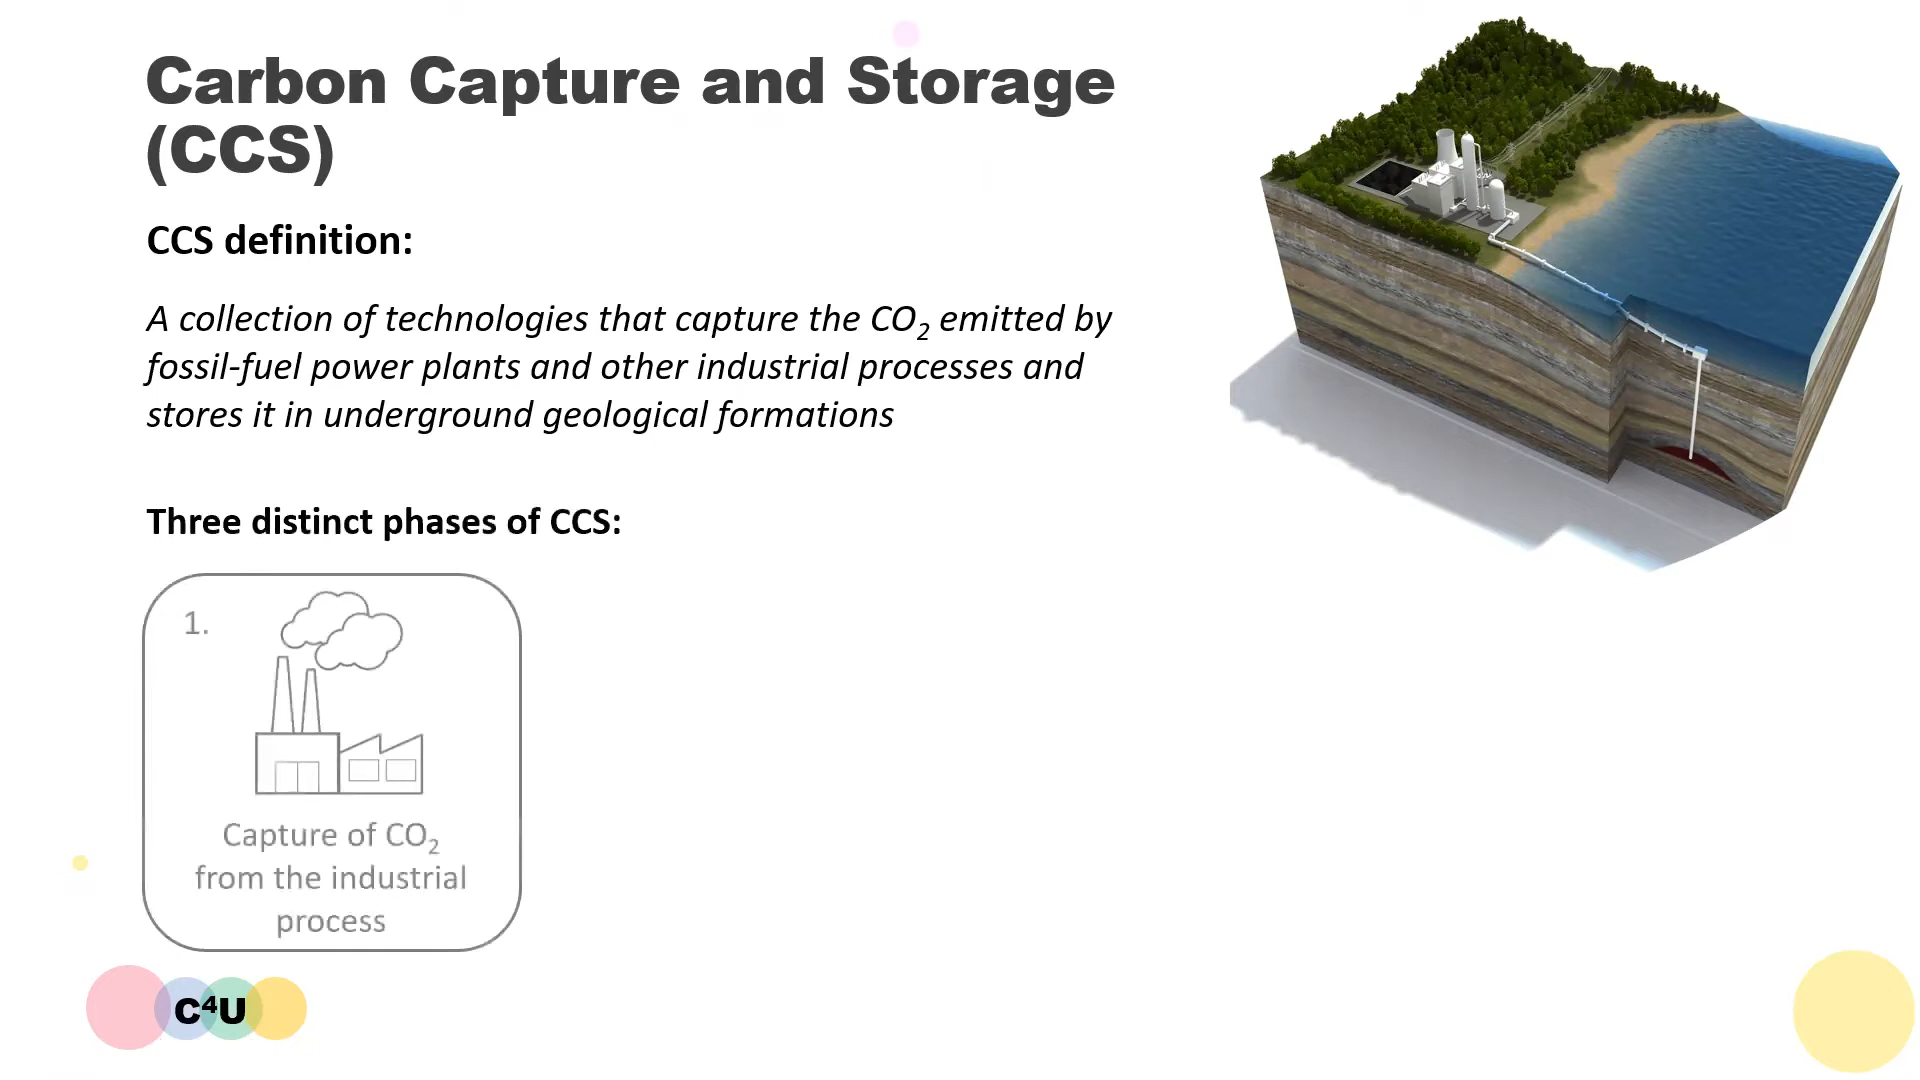 Carbon Capture and Storage
(CCS)
CCS definition:
A collection of technologies that capture the CO₂ emitted by
fossil-fuel power plants and other industrial processes and
stores it in underground geological formations
Three distinct phases of CCS:
1.
Capture of CO₂
from the industrial
process
C⁴U